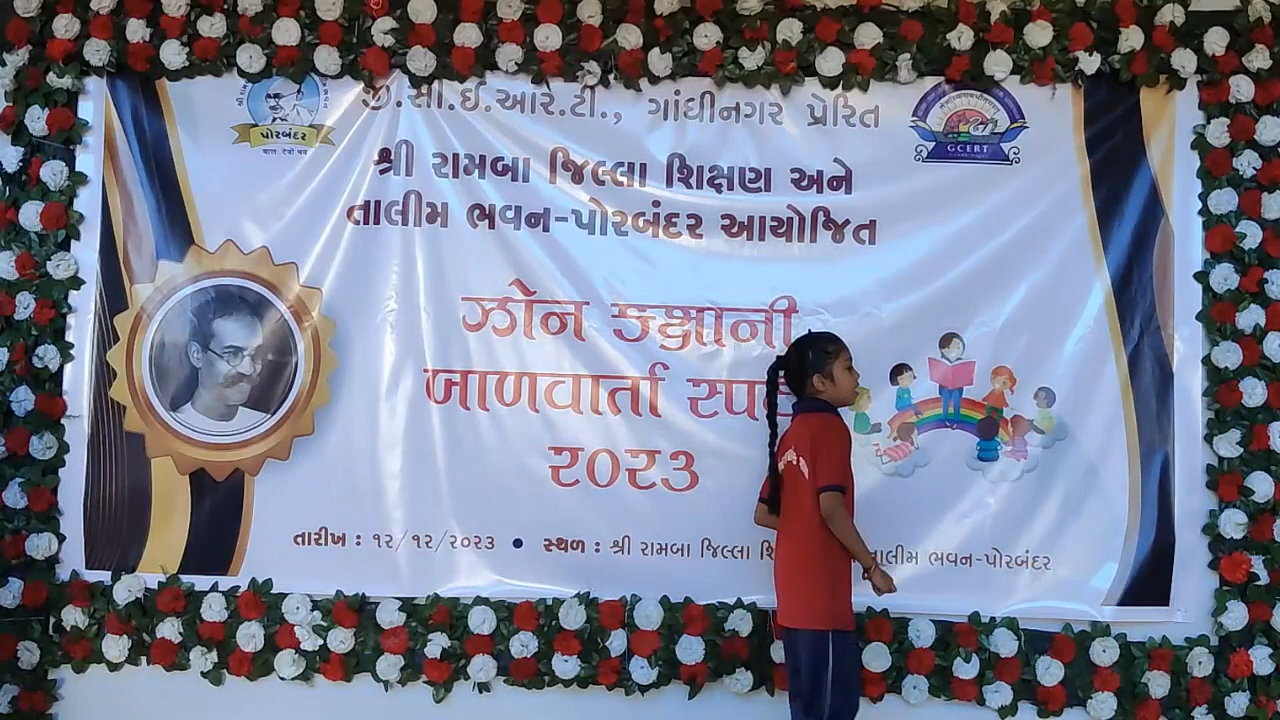 જી.સી.ઈ.આર.ટી., ગાંધીનગર પ્રેરિત
શ્રી રામબા જિલ્લા શિક્ષણ અને
તાલીમ ભવન-પોરબંદર આયોજિત
પોરબંદર
GCERT
ઝોન કક્ષાની
બાળવાર્તા
૨૦૨૩
તારીખ : ૧૨/૧૨/૨૦૨૩ • સ્થળ : શ્રી રામબા જિલ્લા તાલીમ ભવન-પોરબંદર